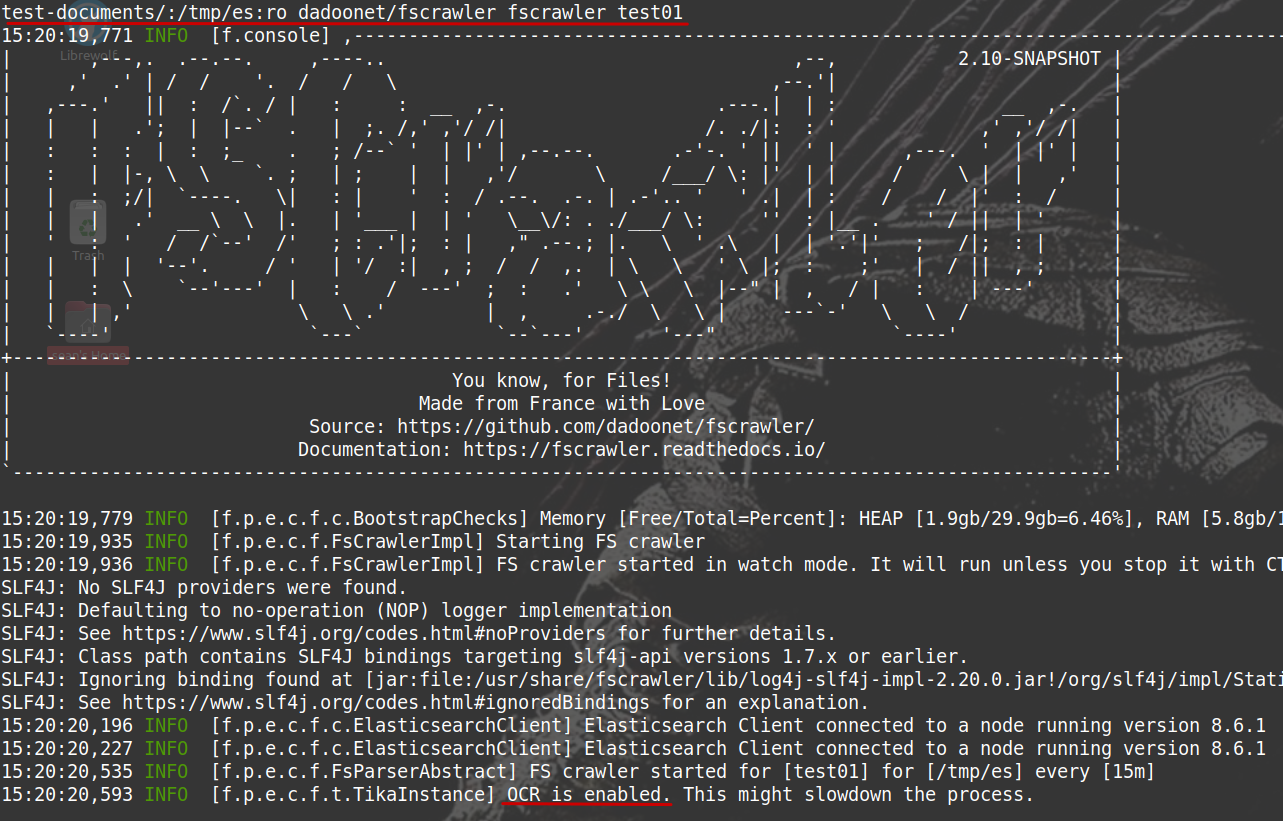 test-documents/:/tmp/es:ro dadoonet/fscrawler fscrawler test01
15:20:19,771 INFO  [f.console] ,----------------------------------------------------------------------------------------------------
Librewolf
2.10-SNAPSHOT
Trash
sean's Home
You know, for Files!
Made from France with Love
Source: https://github.com/dadoonet/fscrawler/
Documentation: https://fscrawler.readthedocs.io/
15:20:19,779 INFO  [f.p.e.c.f.c.BootstrapChecks] Memory [Free/Total=Percent]: HEAP [1.9gb/29.9gb=6.46%], RAM [5.8gb/1
15:20:19,935 INFO  [f.p.e.c.f.FsCrawlerImpl] Starting FS crawler
15:20:19,936 INFO  [f.p.e.c.f.FsCrawlerImpl] FS crawler started in watch mode. It will run unless you stop it with CT
SLF4J: No SLF4J providers were found.
SLF4J: Defaulting to no-operation (NOP) logger implementation
SLF4J: See https://www.slf4j.org/codes.html#noProviders for further details.
SLF4J: Class path contains SLF4J bindings targeting slf4j-api versions 1.7.x or earlier.
SLF4J: Ignoring binding found at [jar:file:/usr/share/fscrawler/lib/log4j-slf4j-impl-2.20.0.jar!/org/slf4j/impl/Stati
SLF4J: See https://www.slf4j.org/codes.html#ignoredBindings for an explanation.
15:20:20,196 INFO  [f.p.e.c.f.c.ElasticsearchClient] Elasticsearch Client connected to a node running version 8.6.1
15:20:20,227 INFO  [f.p.e.c.f.c.ElasticsearchClient] Elasticsearch Client connected to a node running version 8.6.1
15:20:20,535 INFO  [f.p.e.c.f.FsParserAbstract] FS crawler started for [test01] for [/tmp/es] every [15m]
15:20:20,593 INFO  [f.p.e.c.f.t.TikaInstance] OCR is enabled. This might slowdown the process.